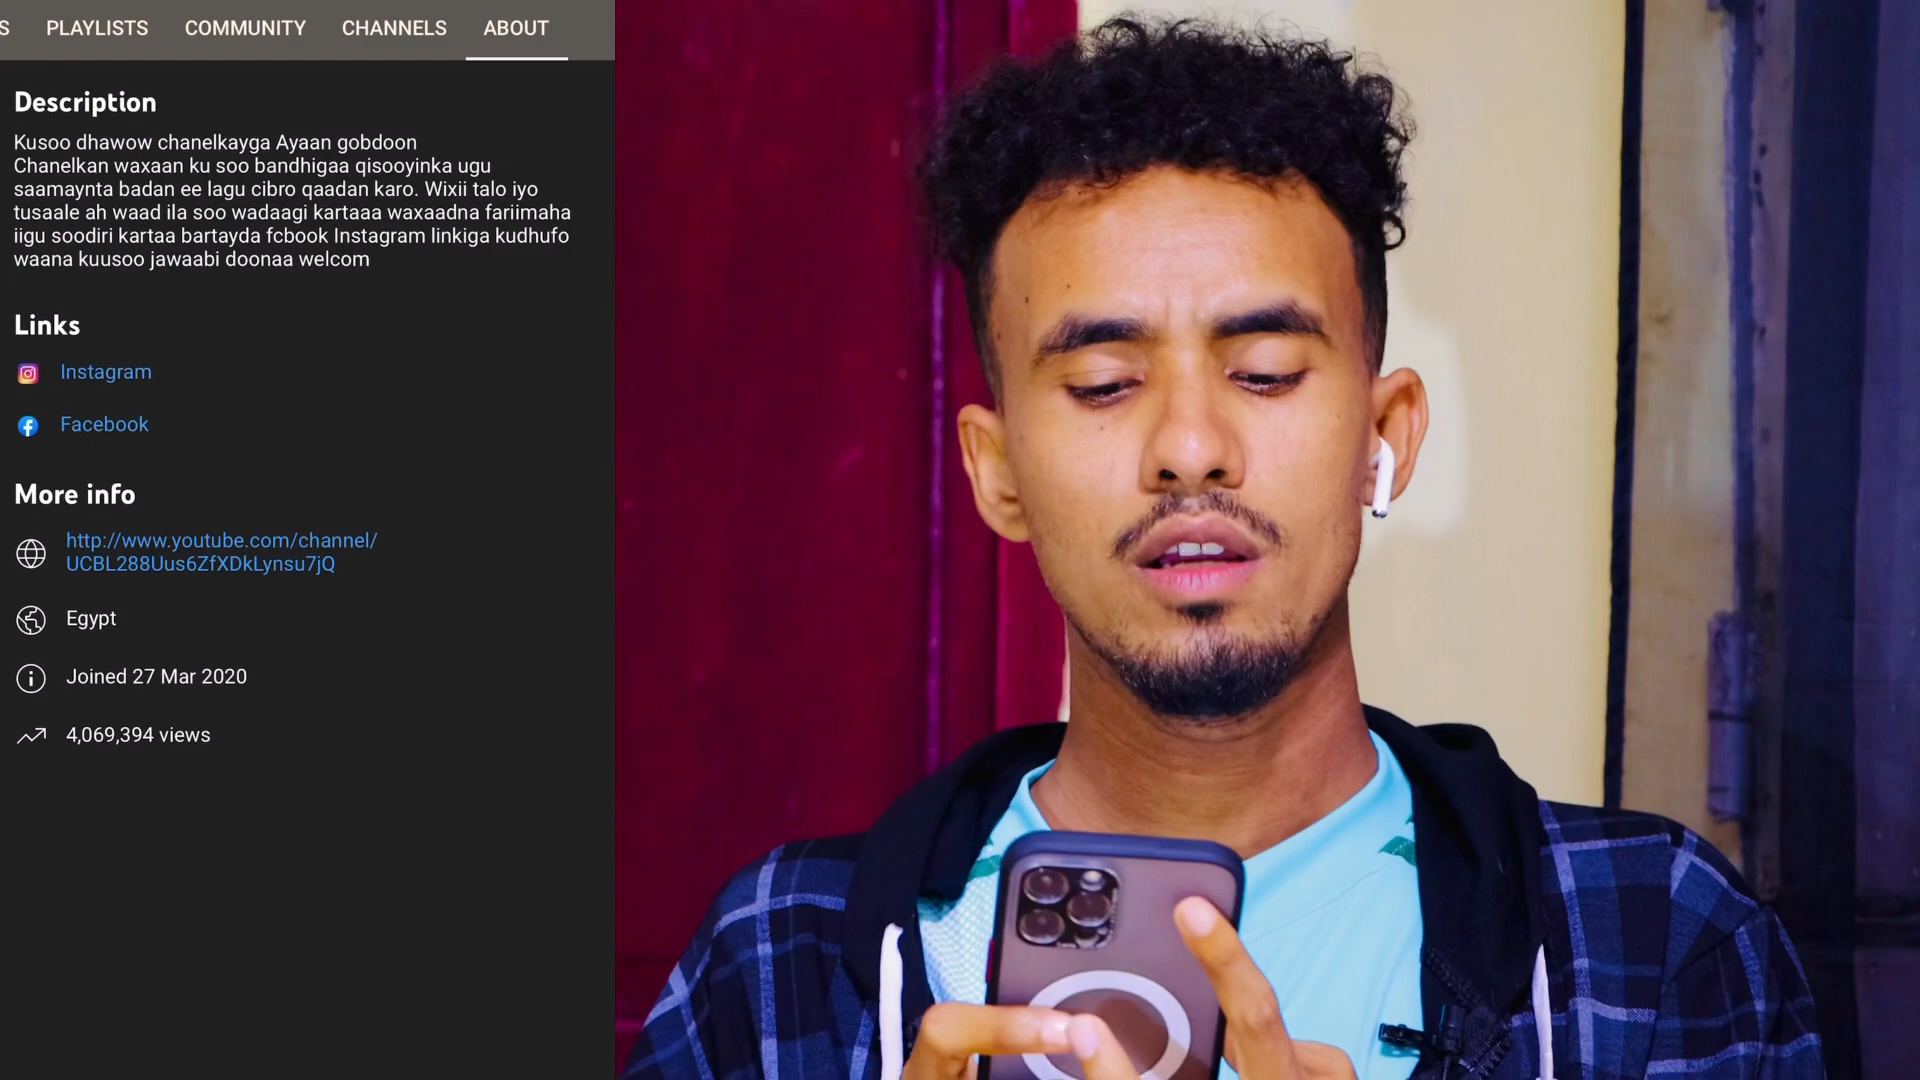 S PLAYLISTS COMMUNITY CHANNELS ABOUT
Description
Kusoo dhawow chanelkayga Ayaan gobdoon
Chanelkan waxaan ku soo bandhigaa qisooyinka ugu
saamaynta badan ee lagu cibro qaadan karo. Wixii talo iyo
tusaale ah waad ila soo wadaagi kartaaa waxaadna fariimaha
iigu soodiri kartaa bartayda fcbook Instagram linkiga kudhufo
waana kuusoo jawaabi doonaa welcom
Links
Instagram
Facebook
More info
http://www.youtube.com/channel/
UCBL288Uus6ZfXDkLynsu7jQ
Egypt
Joined 27 Mar 2020
4,069,394 views